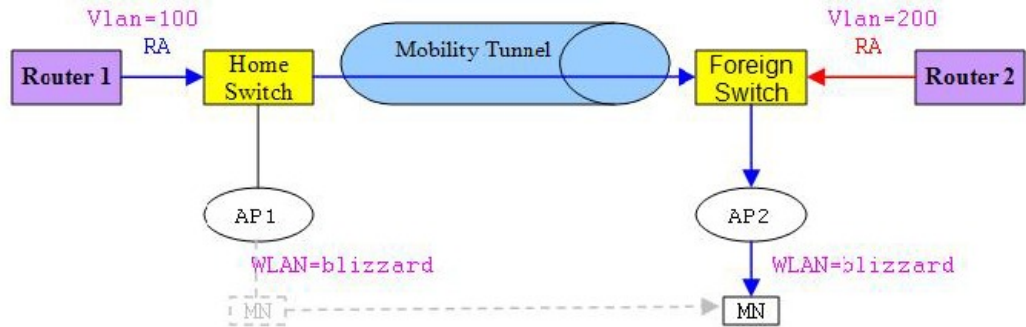 Vlan=100
RA
Router 1
Home
Switch
Mobility Tunnel
Foreign
Switch
Vlan=200
RA
Router 2
AP1
AP2
WLAN=blizzard
WLAN=blizzard
MN
MN